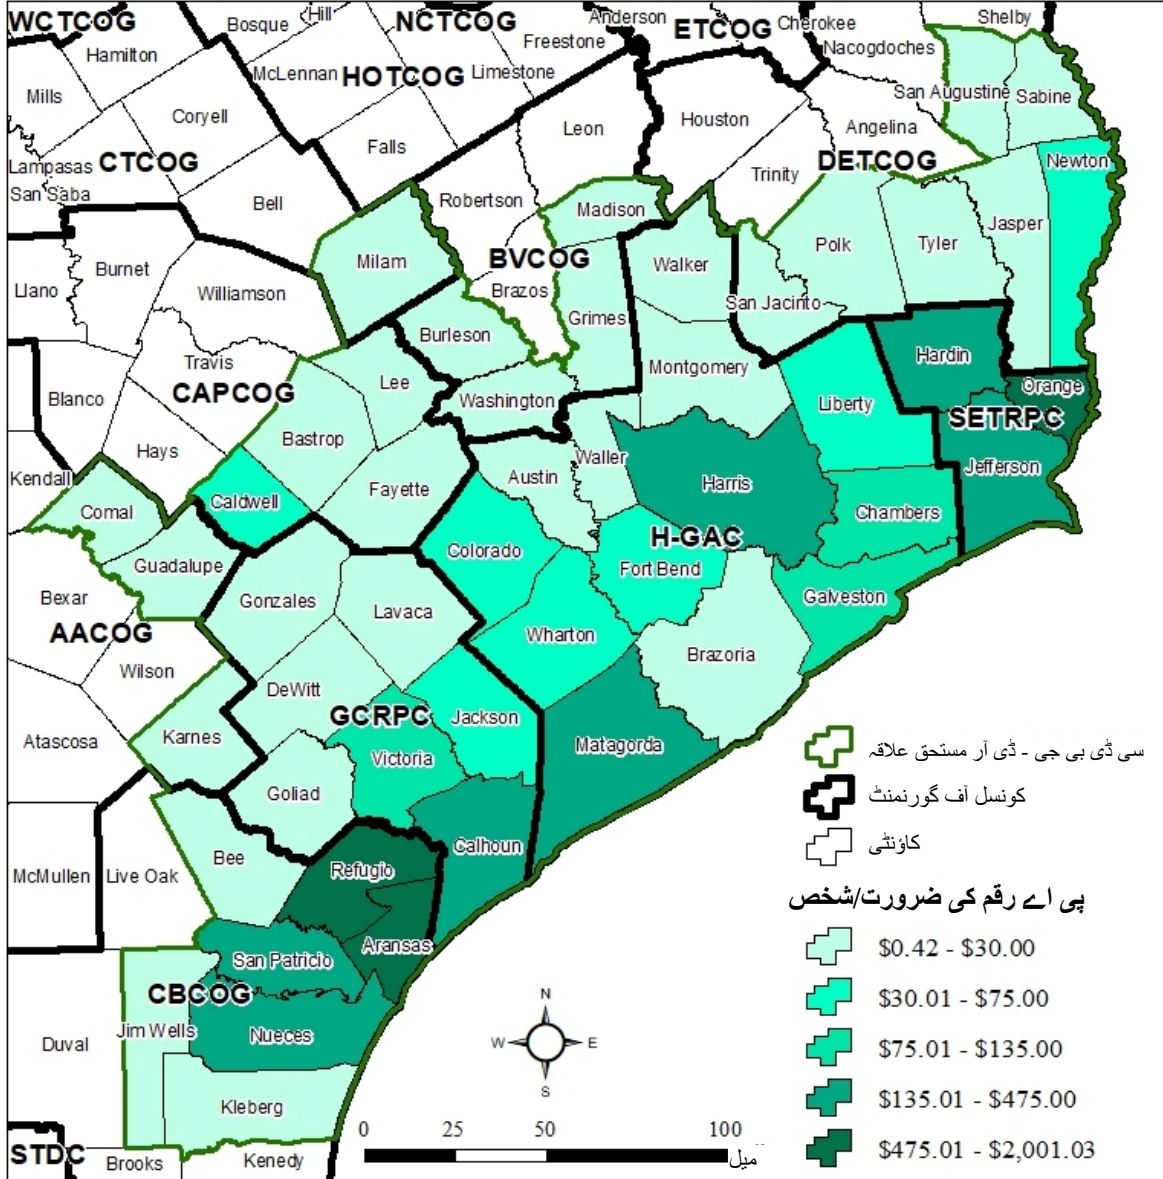 WCTCOG
Hill
Bosque
NCTCOG
Anderson
ETCOG
Cherokee
Shelby
Hamilton
Freestone
Nacogdoches
McLennan
HOTCOG
Limestone
Mills
San Augustine
Sabine
Coryell
Leon
Houston
Angelina
Falls
Lampasas
CTCOG
DETCOG
Newton
San Saba
Bell
Robertson
Trinity
Madison
Jasper
Polk
Tyler
Milam
BVCOG
Walker
Burnet
Llano
Williamson
Brazos
San Jacinto
Grimes
Burleson
Travis
Lee
Montgomery
Hardin
Orange
CAPCOG
Blanco
Washington
Liberty
SETRPC
Bastrop
Hays
Waller
Jefferson
Kendall
Austin
Harris
Fayette
Caldwell
Comal
Chambers
H-GAC
Colorado
Guadalupe
Fort Bend
Bexar
Gonzales
Lavaca
Galveston
AACOG
Wharton
Wilson
Brazoria
DeWitt
GCRPC
Jackson
Atascosa
Karnes
Matagorda
Victoria
Goliad
Calhoun
Bee
Refugio
McMullen
Live Oak
Aransas
San Patricio
CBCOG
Jim Wells
Nueces
Duval
Kleberg
STDC
Brooks
Kenedy
سی ڈی بی جی - ڈی آر مستحق علاقہ
کونسل آف گورنمنٹ
کاؤنٹی
پی اے رقم کی ضرورت/شخص
$0.42 - $30.00
$30.01 - $75.00
$75.01 - $135.00
$135.01 - $475.00
$475.01 - $2,001.03
N
W E
S
0 25 50 100
میل